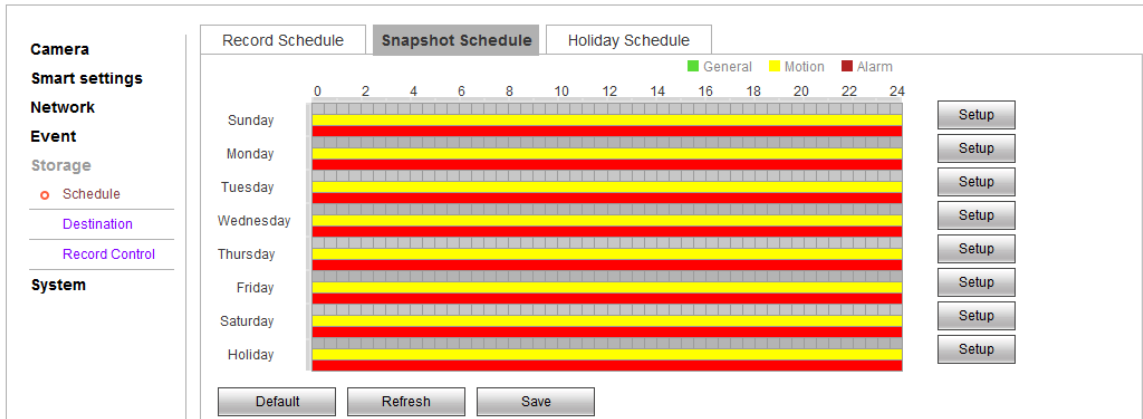 Camera
Smart settings
Network
Event
Storage
Schedule
Destination
Record Control
System
Record Schedule Snapshot Schedule Holiday Schedule
General Motion Alarm
0 2 4 6 8 10 12 14 16 18 20 22 24
Sunday Setup
Monday Setup
Tuesday Setup
Wednesday Setup
Thursday Setup
Friday Setup
Saturday Setup
Holiday Setup
Default Refresh Save